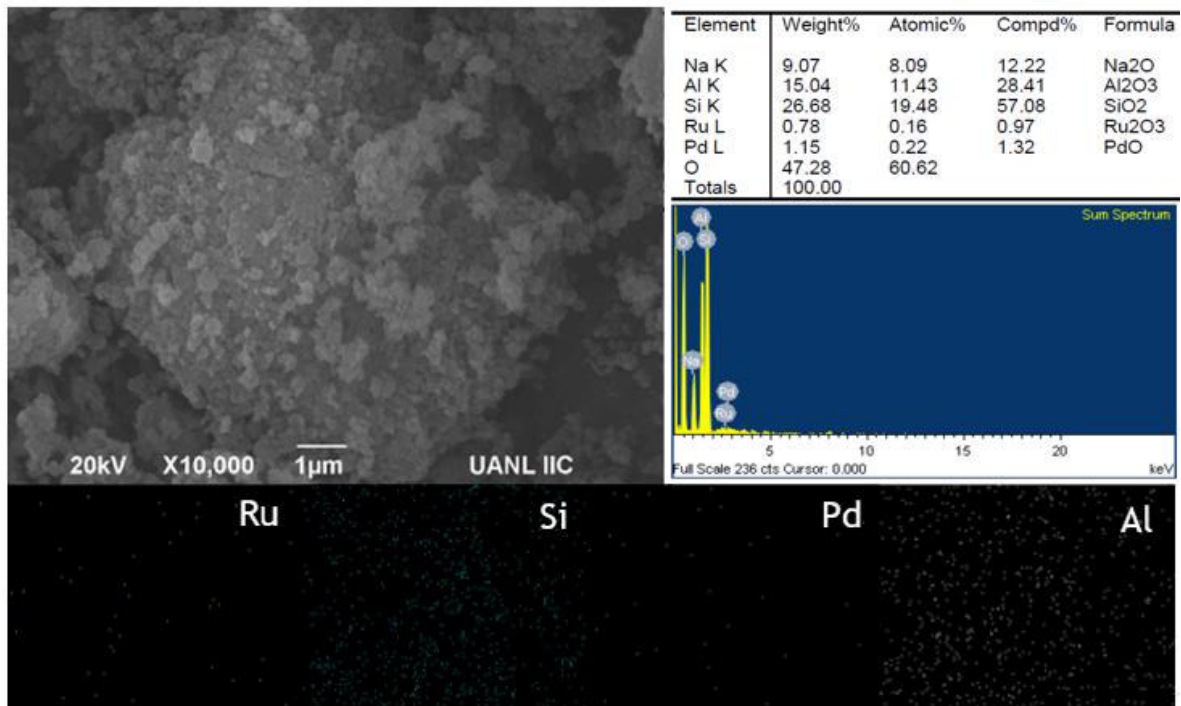 20kV X10,000 1µm UANL IIC
Element Weight% Atomic% Compd% Formula
Na K 9.07 8.09 12.22 Na2O
Al K 15.04 11.43 28.41 Al2O3
Si K 26.68 19.48 57.08 SiO2
Ru L 0.78 0.16 0.97 Ru2O3
Pd L 1.15 0.22 1.32 PdO
O 47.28 60.62
Totals 100.00
Sum Spectrum
Al
O Si
Na
Pd
Ru
5 10 15 20
Full Scale 236 cts Cursor: 0.000 keV
Ru Si Pd Al